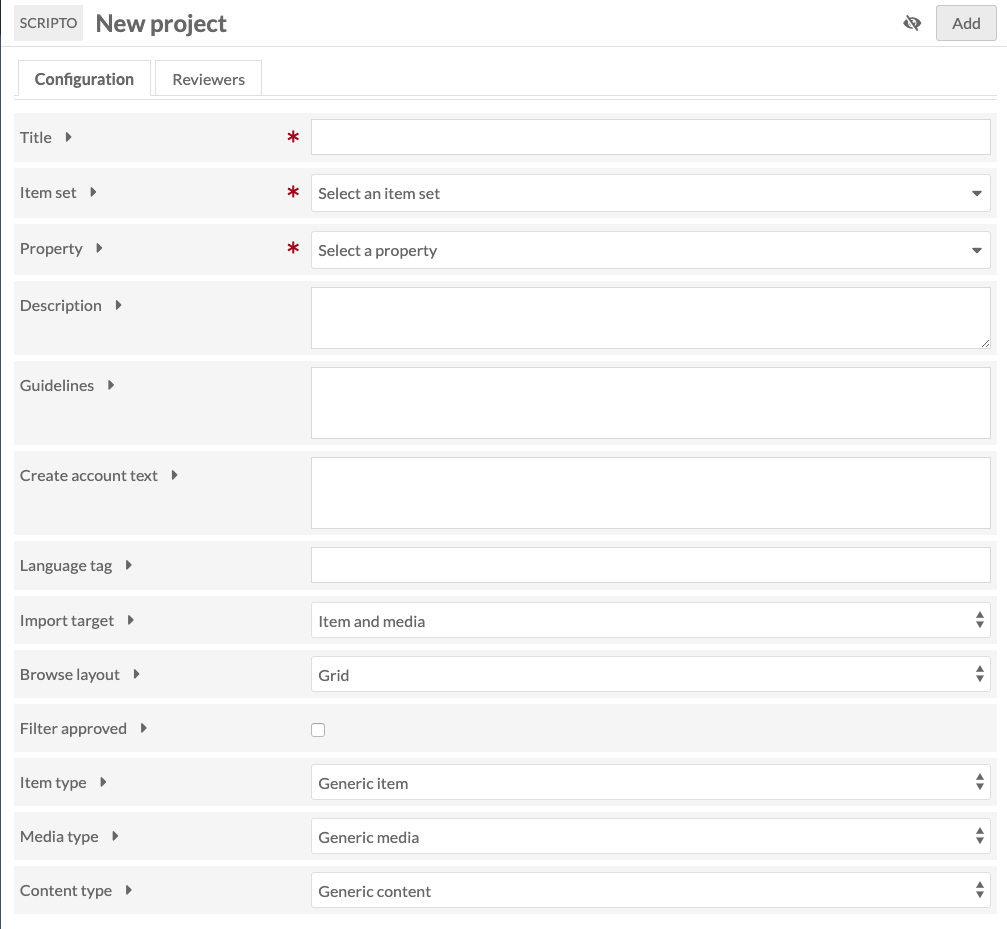 SCRIPTO New project Add
Configuration Reviewers
Title *
Item set * Select an item set
Property * Select a property
Description
Guidelines
Create account text
Language tag
Import target Item and media
Browse layout Grid
Filter approved
Item type Generic item
Media type Generic media
Content type Generic content